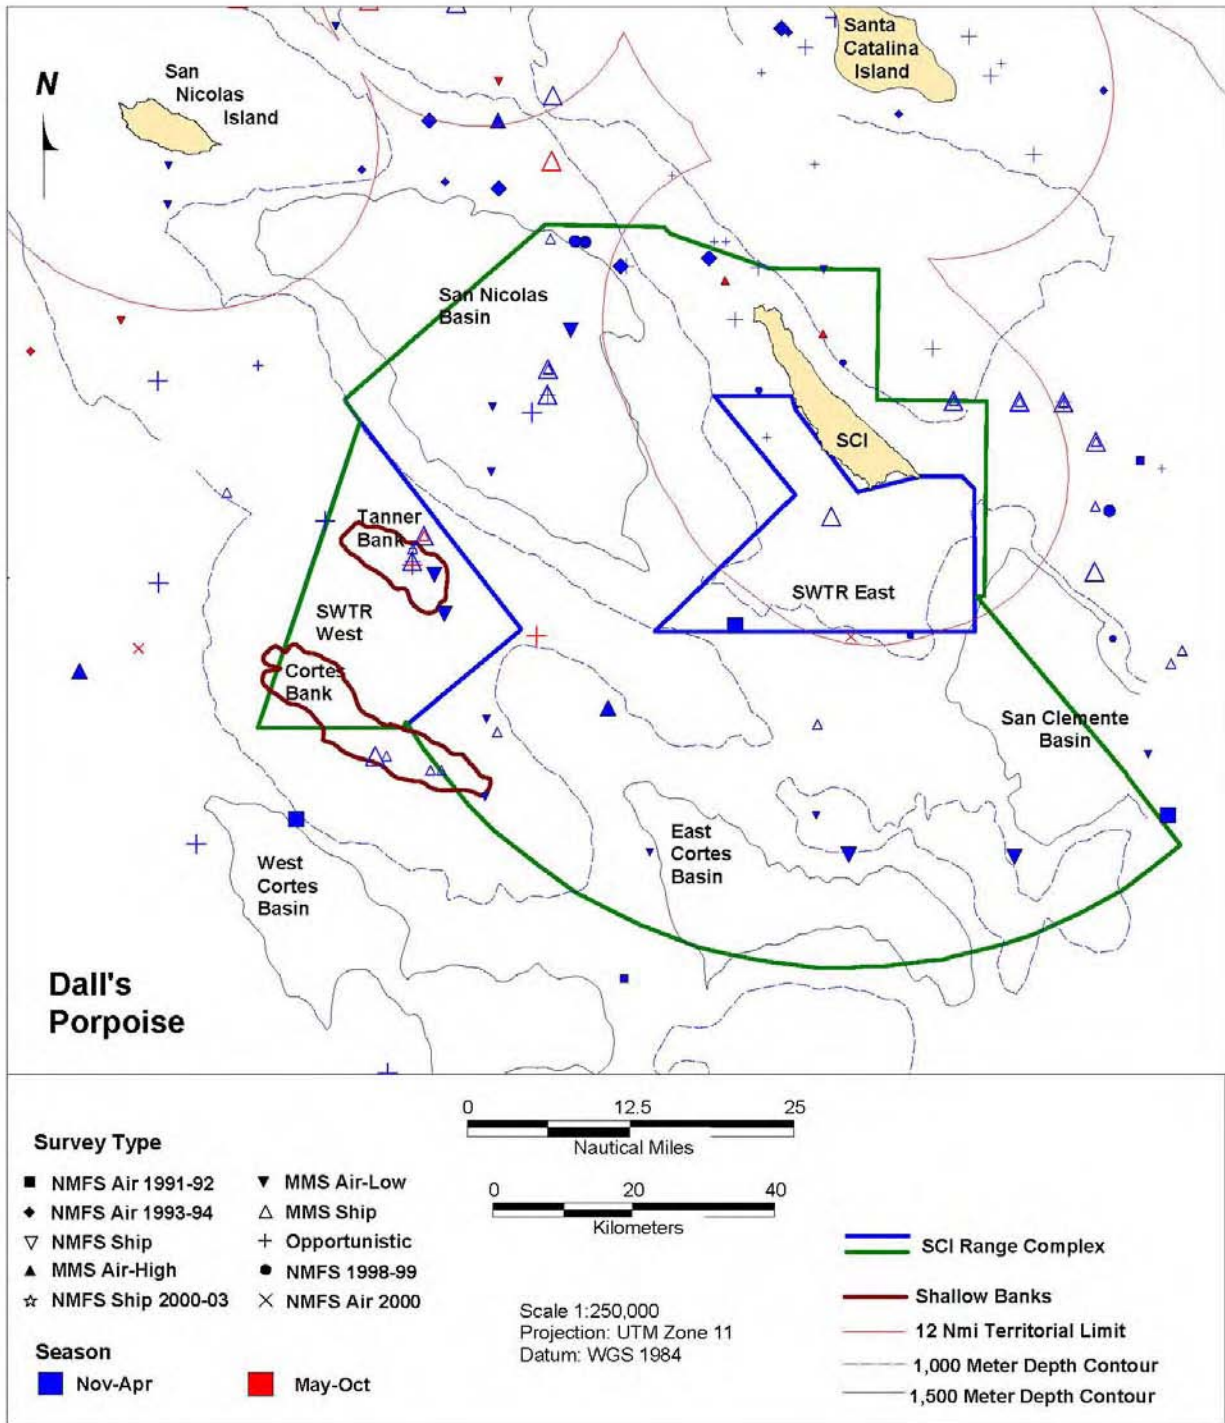 Santa
Catalina
Island
San
Nicolas
Island
N
San Nicolas
Basin
SCI
Tanner
Bank
SWTR
West
SWTR East
Cortes
Bank
San Clemente
Basin
East
Cortes
Basin
West
Cortes
Basin
Dall's
Porpoise
0 12.5 25
Nautical Miles
0 20 40
Kilometers
Survey Type
NMFS Air 1991-92
NMFS Air 1993-94
NMFS Ship
MMS Air-High
NMFS Ship 2000-03
MMS Air-Low
MMS Ship
Opportunistic
NMFS 1998-99
NMFS Air 2000
Season
Nov-Apr
May-Oct
Scale 1:250,000
Projection: UTM Zone 11
Datum: WGS 1984
SCI Range Complex
Shallow Banks
12 Nmi Territorial Limit
1,000 Meter Depth Contour
1,500 Meter Depth Contour